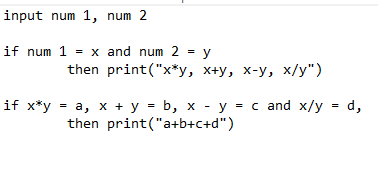 input num 1, num 2
if num 1 = x and num 2 = y
then print("x*y, x+y, x-y, x/y")
if x*y = a, x + y = b, x - y = c and x/y = d,
then print("a+b+c+d")